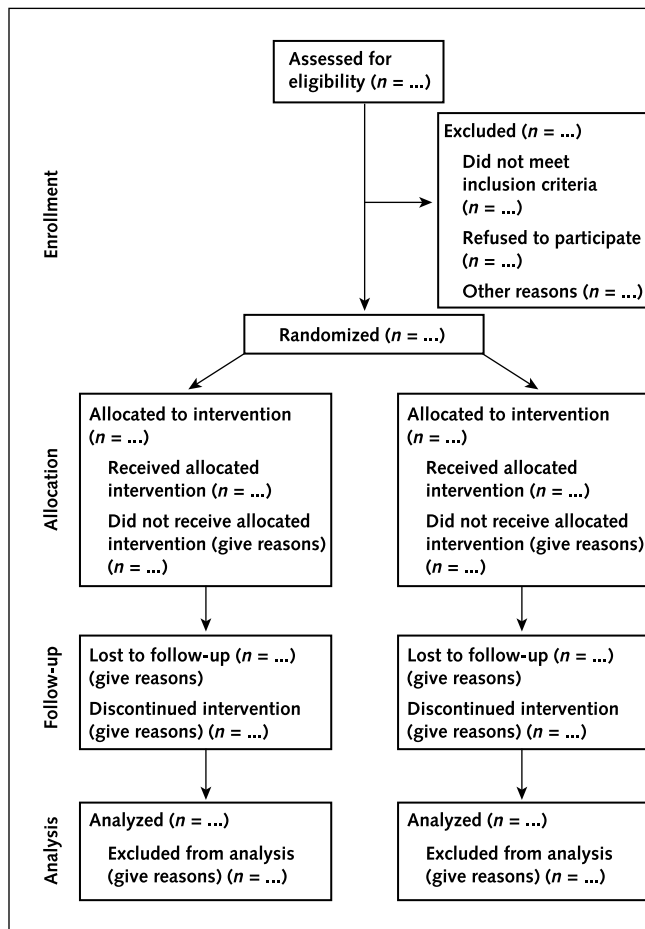 Assessed for
eligibility (n = ...)
Excluded (n = ...)
Did not meet
inclusion criteria
(n = ...)
Refused to participate
(n = ...)
Other reasons (n = ...)
Enrollment
Randomized (n = ...)
Allocated to intervention
(n = ...)
Received allocated
intervention (n = ...)
Did not receive allocated
intervention (give reasons)
(n = ...)
Allocated to intervention
(n = ...)
Received allocated
intervention (n = ...)
Did not receive allocated
intervention (give reasons)
(n = ...)
Allocation
Lost to follow-up (n = ...)
(give reasons)
Discontinued intervention
(give reasons) (n = ...)
Lost to follow-up (n = ...)
(give reasons)
Discontinued intervention
(give reasons) (n = ...)
Follow-up
Analyzed (n = ...)
Excluded from analysis
(give reasons) (n = ...)
Analyzed (n = ...)
Excluded from analysis
(give reasons) (n = ...)
Analysis